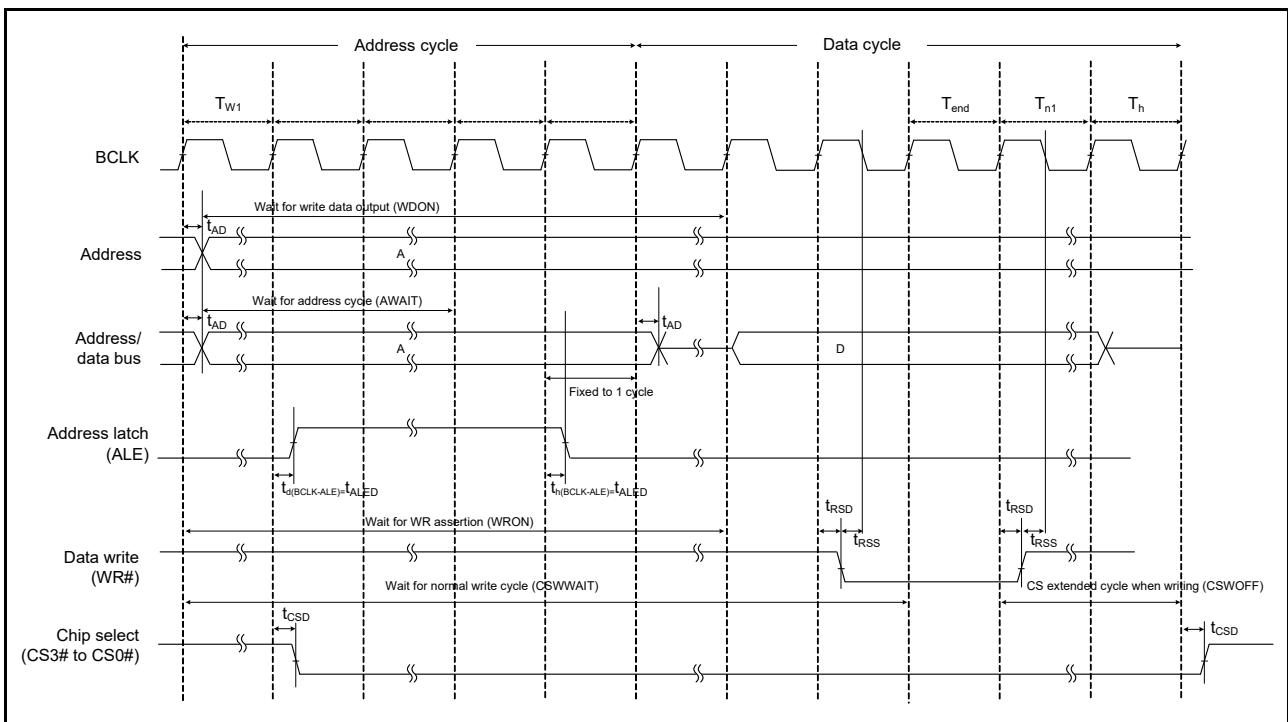 Address cycle Data cycle
TW1 Tend Tn1 Th
BCLK
Wait for write data output (WDON)
tAD
Address
A
Wait for address cycle (AWAIT)
tAD tAD
Address/
data bus
A D
Fixed to 1 cycle
Address latch
(ALE)
td(BCLK-ALE)=tALED th(BCLK-ALE)=tALED
Wait for WR assertion (WRON)
tRSD tRSD
tRSS tRSS
Data write
(WR#)
Wait for normal write cycle (CSWWAIT) CS extended cycle when writing (CSWOFF)
tCSD tCSD
Chip select
(CS3# to CS0#)